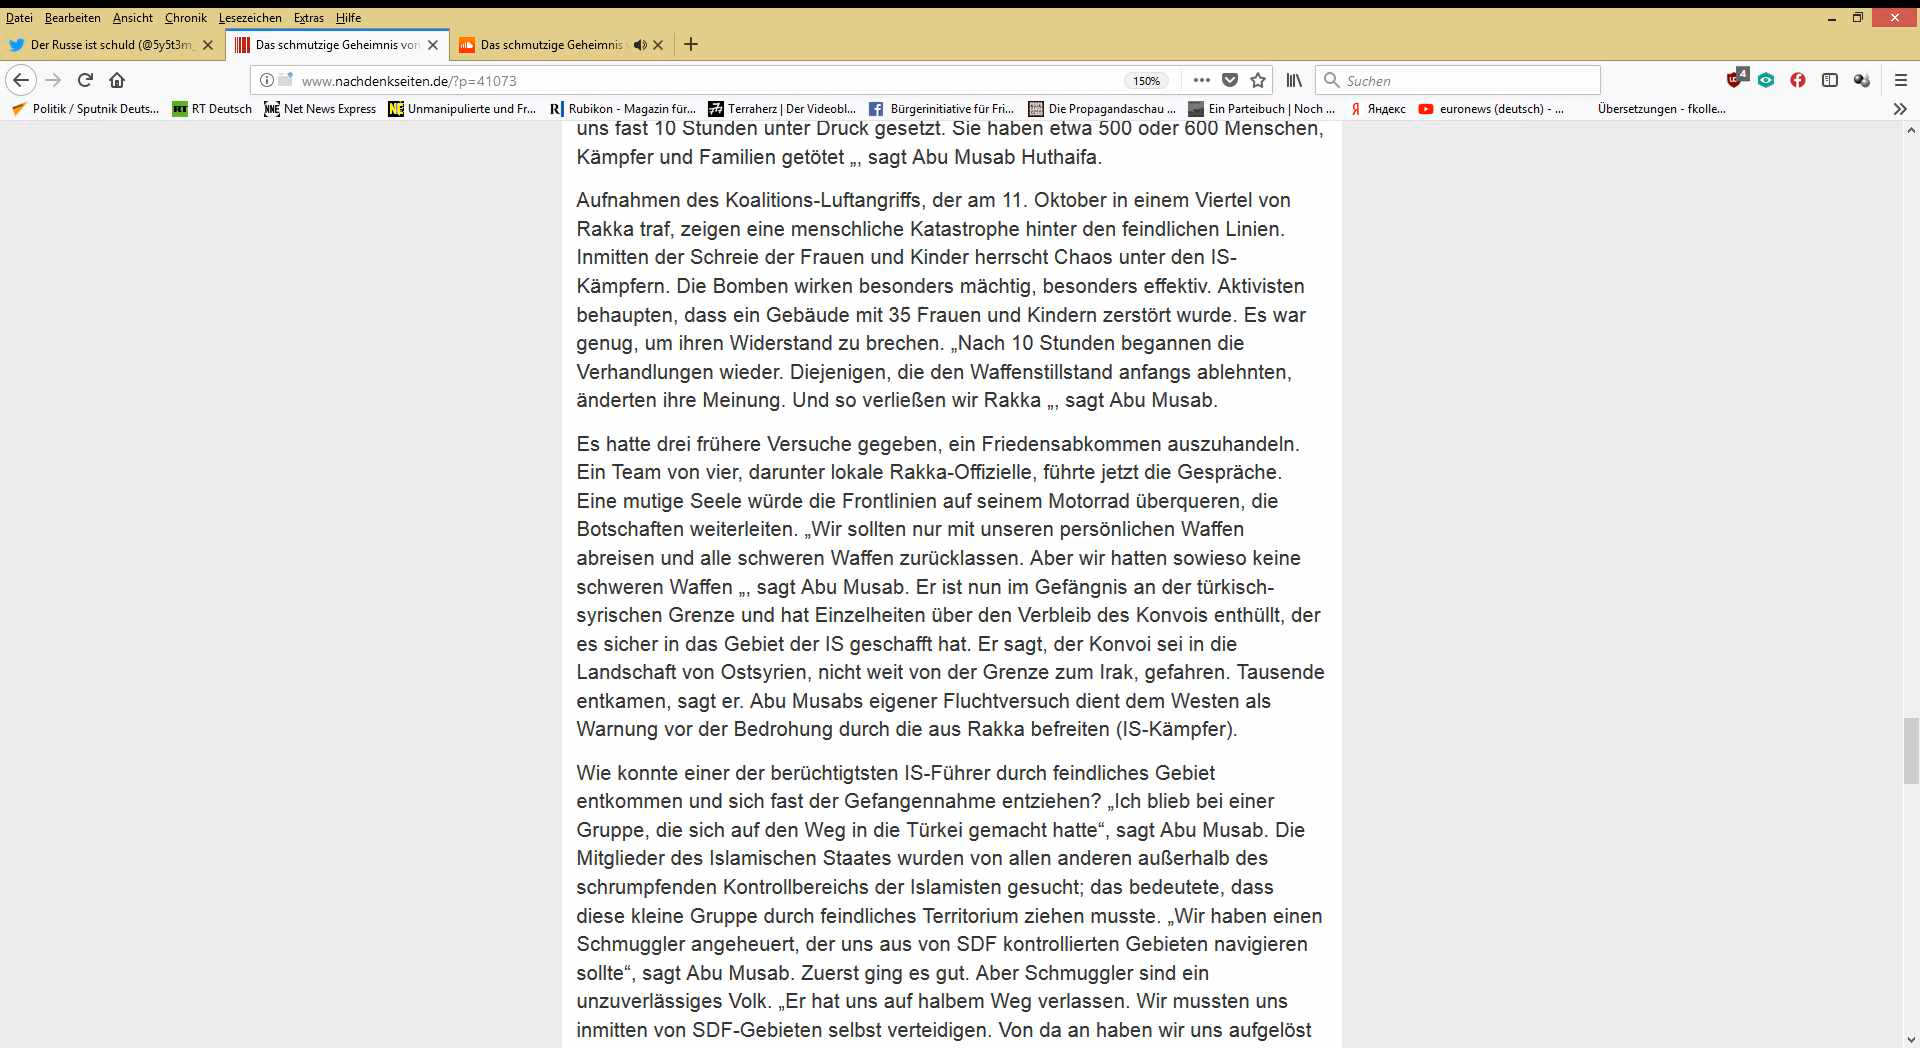 Datei Bearbeiten Ansicht Chronik Lesezeichen Extras Hilfe
Der Russe ist schuld (@5y5t3m Das schmutzige Geheimnis von Das schmutzige Geheimnis
www.nachdenkseiten.de/?p=41073 150% Suchen 4
Politik / Sputnik Deuts... RT Deutsch Net News Express Unmanipulierte und Fr... Rubikon - Magazin für... Terraherz | Der Videobl... Bürgerinitiative für Fri... Die Propagandaschau ... Ein Parteibuch | Noch ... Яндекс euronews (deutsch) - ... Übersetzungen - fkolle...
uns fast 10 Stunden unter Druck gesetzt. Sie haben etwa 500 oder 600 Menschen,
Kämpfer und Familien getötet „, sagt Abu Musab Huthaifa.
Aufnahmen des Koalitions-Luftangriffs, der am 11. Oktober in einem Viertel von
Rakka traf, zeigen eine menschliche Katastrophe hinter den feindlichen Linien.
Inmitten der Schreie der Frauen und Kinder herrscht Chaos unter den IS-
Kämpfern. Die Bomben wirken besonders mächtig, besonders effektiv. Aktivisten
behaupten, dass ein Gebäude mit 35 Frauen und Kindern zerstört wurde. Es war
genug, um ihren Widerstand zu brechen. „Nach 10 Stunden begannen die
Verhandlungen wieder. Diejenigen, die den Waffenstillstand anfangs ablehnten,
änderten ihre Meinung. Und so verließen wir Rakka „, sagt Abu Musab.
Es hatte drei frühere Versuche gegeben, ein Friedensabkommen auszuhandeln.
Ein Team von vier, darunter lokale Rakka-Offizielle, führte jetzt die Gespräche.
Eine mutige Seele würde die Frontlinien auf seinem Motorrad überqueren, die
Botschaften weiterleiten. „Wir sollten nur mit unseren persönlichen Waffen
abreisen und alle schweren Waffen zurücklassen. Aber wir hatten sowieso keine
schweren Waffen „, sagt Abu Musab. Er ist nun im Gefängnis an der türkisch-
syrischen Grenze und hat Einzelheiten über den Verbleib des Konvois enthüllt, der
es sicher in das Gebiet der IS geschafft hat. Er sagt, der Konvoi sei in die
Landschaft von Ostsyrien, nicht weit von der Grenze zum Irak, gefahren. Tausende
entkamen, sagt er. Abu Musabs eigener Fluchtversuch dient dem Westen als
Warnung vor der Bedrohung durch die aus Rakka befreiten (IS-Kämpfer).
Wie konnte einer der berüchtigtsten IS-Führer durch feindliches Gebiet
entkommen und sich fast der Gefangennahme entziehen? „Ich blieb bei einer
Gruppe, die sich auf den Weg in die Türkei gemacht hatte“, sagt Abu Musab. Die
Mitglieder des Islamischen Staates wurden von allen anderen außerhalb des
schrumpfenden Kontrollbereichs der Islamisten gesucht; das bedeutete, dass
diese kleine Gruppe durch feindliches Territorium ziehen musste. „Wir haben einen
Schmuggler angeheuert, der uns aus von SDF kontrollierten Gebieten navigieren
sollte“, sagt Abu Musab. Zuerst ging es gut. Aber Schmuggler sind ein
unzuverlässiges Volk. „Er hat uns auf halbem Weg verlassen. Wir mussten uns
inmitten von SDF-Gebieten selbst verteidigen. Von da an haben wir uns aufgelöst